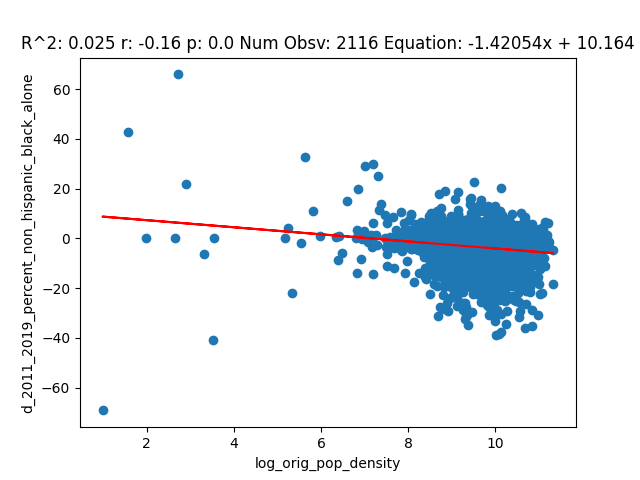 R^2: 0.025 r: -0.16 p: 0.0 Num Obsv: 2116 Equation: -1.42054x + 10.164
d_2011_2019_percent_non_hispanic_black_alone
60
40
20
0
−20
−40
−60
2 4 6 8 10
log_orig_pop_density